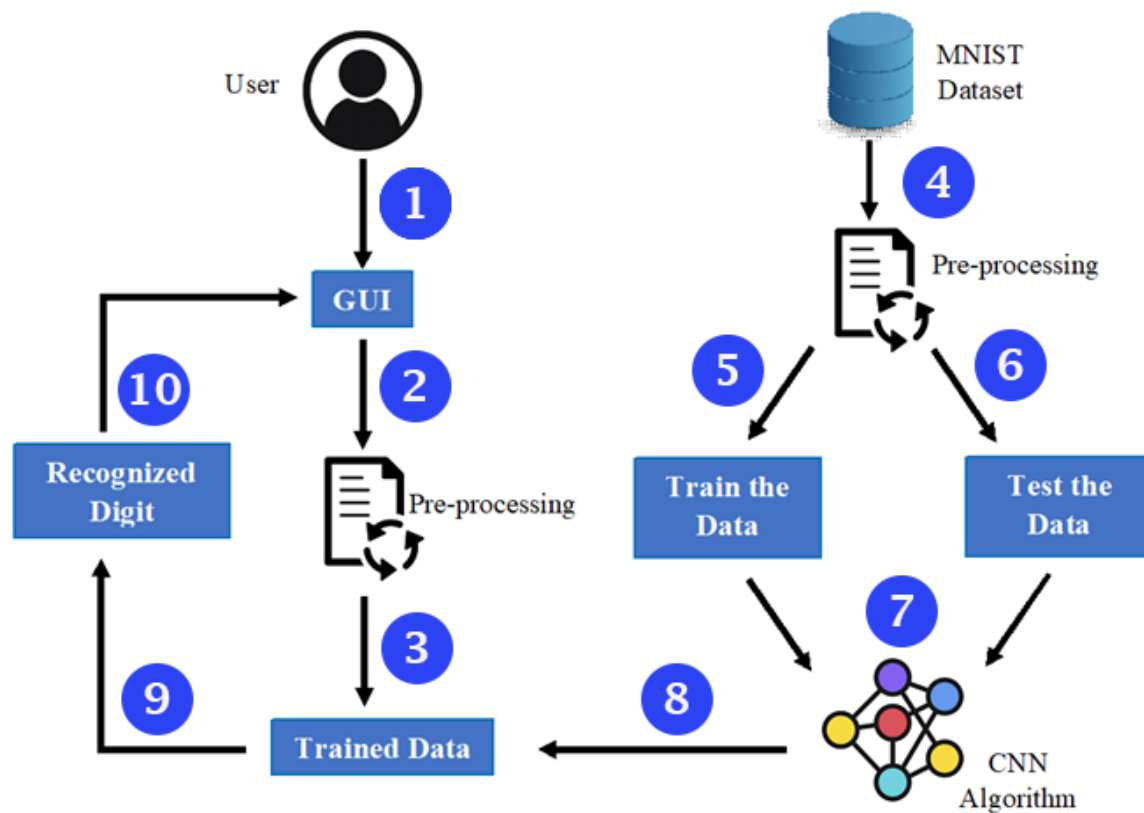 User
MNIST
Dataset
1
4
Pre-processing
GUI
10
2
5
6
Recognized
Digit
Pre-processing
Train the
Data
Test the
Data
3
7
9
8
Trained Data
CNN
Algorithm